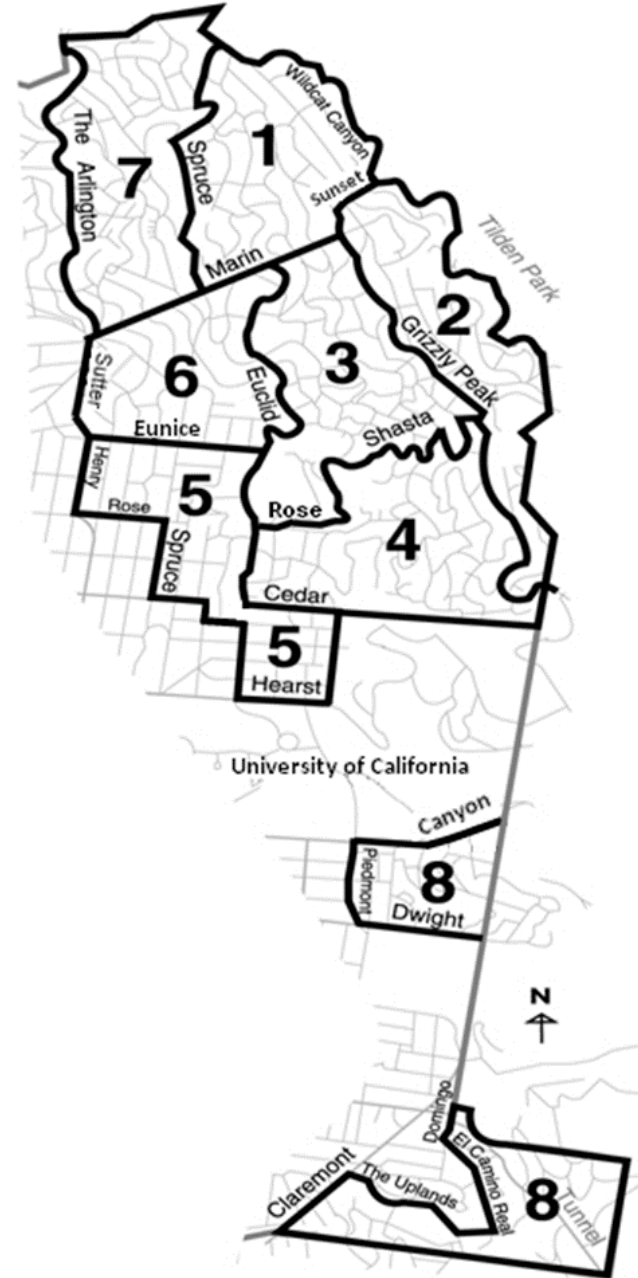 Wildcat Canyon
The Arlington
7
Spruce
1
Sunset
Marin
Tilden Park
2
Grizzly Peak
3
6
Sutter
Euclid
Shasta
Eunice
Henry
Rose
5
Rose
Spruce
4
Cedar
5
Hearst
University of California
Canyon
Piedmont
8
Dwight
N
Domingo
El Camino Real
Claremont
The Uplands
8
Tunnel